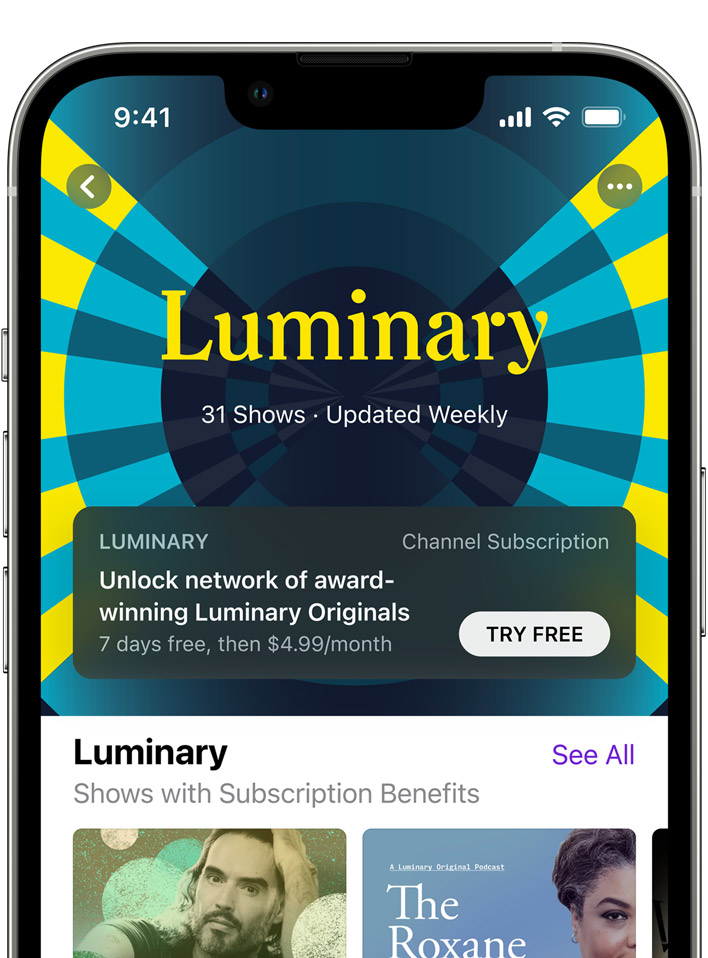 9:41
Luminary
31 Shows · Updated Weekly
LUMINARY
Channel Subscription
Unlock network of award-
winning Luminary Originals
7 days free, then $4.99/month
TRY FREE
Luminary
See All
Shows with Subscription Benefits
A Luminary Original Podcast
The
Roxane